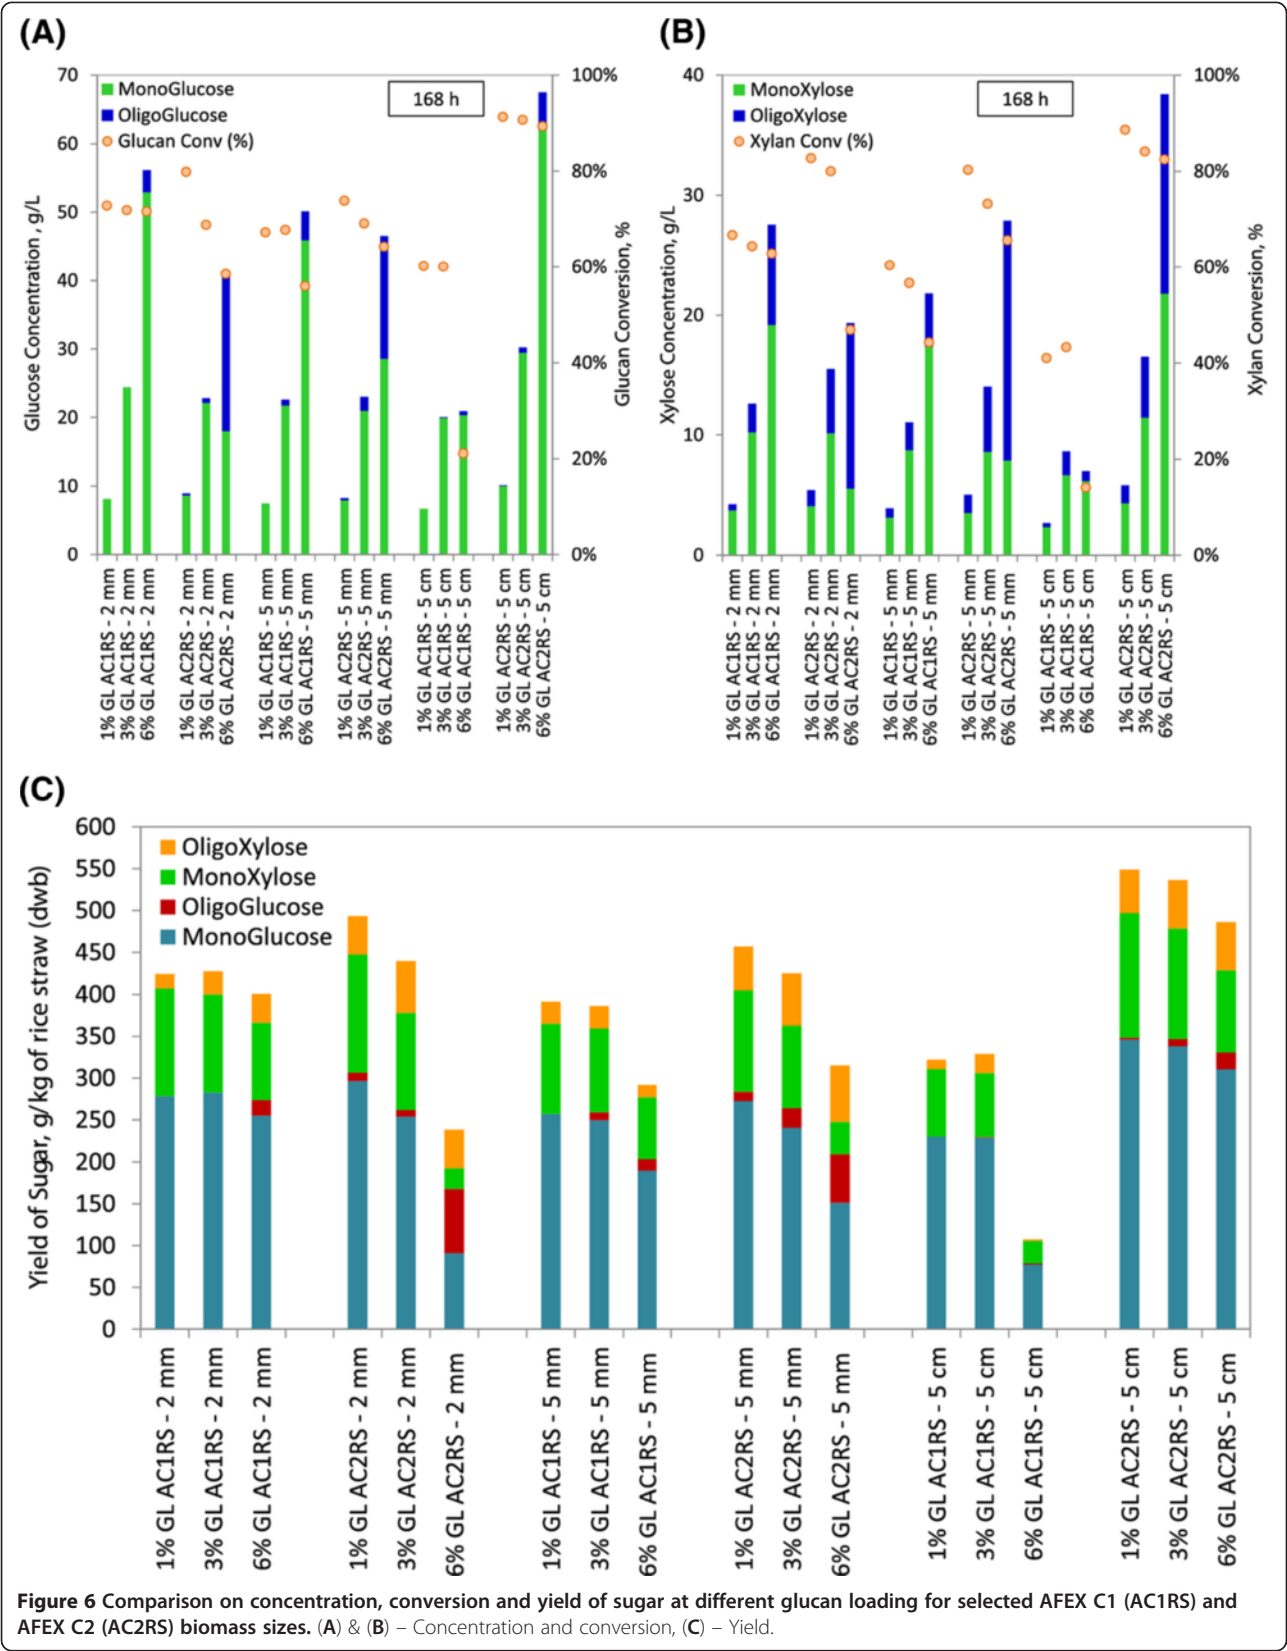 (A)
70
60
50
40
30
20
10
0
Glucose Concentration , g/L
MonoGlucose
OligoGlucose
Glucan Conv (%)
168 h
100%
80%
60%
40%
20%
0%
Glucan Conversion, %
1% GL AC1RS - 2 mm
3% GL AC1RS - 2 mm
6% GL AC1RS - 2 mm
1% GL AC2RS - 2 mm
3% GL AC2RS - 2 mm
6% GL AC2RS - 2 mm
1% GL AC1RS - 5 mm
3% GL AC1RS - 5 mm
6% GL AC1RS - 5 mm
1% GL AC2RS - 5 mm
3% GL AC2RS - 5 mm
6% GL AC2RS - 5 mm
1% GL AC1RS - 5 cm
3% GL AC1RS - 5 cm
6% GL AC1RS - 5 cm
1% GL AC2RS - 5 cm
3% GL AC2RS - 5 cm
6% GL AC2RS - 5 cm
(B)
40
30
20
10
0
Xylose Concentration, g/L
MonoXylose
OligoXylose
Xylan Conv (%)
168 h
100%
80%
60%
40%
20%
0%
Xylan Conversion, %
1% GL AC1RS - 2 mm
3% GL AC1RS - 2 mm
6% GL AC1RS - 2 mm
1% GL AC2RS - 2 mm
3% GL AC2RS - 2 mm
6% GL AC2RS - 2 mm
1% GL AC1RS - 5 mm
3% GL AC1RS - 5 mm
6% GL AC1RS - 5 mm
1% GL AC2RS - 5 mm
3% GL AC2RS - 5 mm
6% GL AC2RS - 5 mm
1% GL AC1RS - 5 cm
3% GL AC1RS - 5 cm
6% GL AC1RS - 5 cm
1% GL AC2RS - 5 cm
3% GL AC2RS - 5 cm
6% GL AC2RS - 5 cm
(C)
600
550
500
450
400
350
300
250
200
150
100
50
0
Yield of Sugar, g/kg of rice straw (dwb)
OligoXylose
MonoXylose
OligoGlucose
MonoGlucose
1% GL AC1RS - 2 mm
3% GL AC1RS - 2 mm
6% GL AC1RS - 2 mm
1% GL AC2RS - 2 mm
3% GL AC2RS - 2 mm
6% GL AC2RS - 2 mm
1% GL AC1RS - 5 mm
3% GL AC1RS - 5 mm
6% GL AC1RS - 5 mm
1% GL AC2RS - 5 mm
3% GL AC2RS - 5 mm
6% GL AC2RS - 5 mm
1% GL AC1RS - 5 cm
3% GL AC1RS - 5 cm
6% GL AC1RS - 5 cm
1% GL AC2RS - 5 cm
3% GL AC2RS - 5 cm
6% GL AC2RS - 5 cm
Figure 6 Comparison on concentration, conversion and yield of sugar at different glucan loading for selected AFEX C1 (AC1RS) and
AFEX C2 (AC2RS) biomass sizes. (A) & (B) – Concentration and conversion, (C) – Yield.